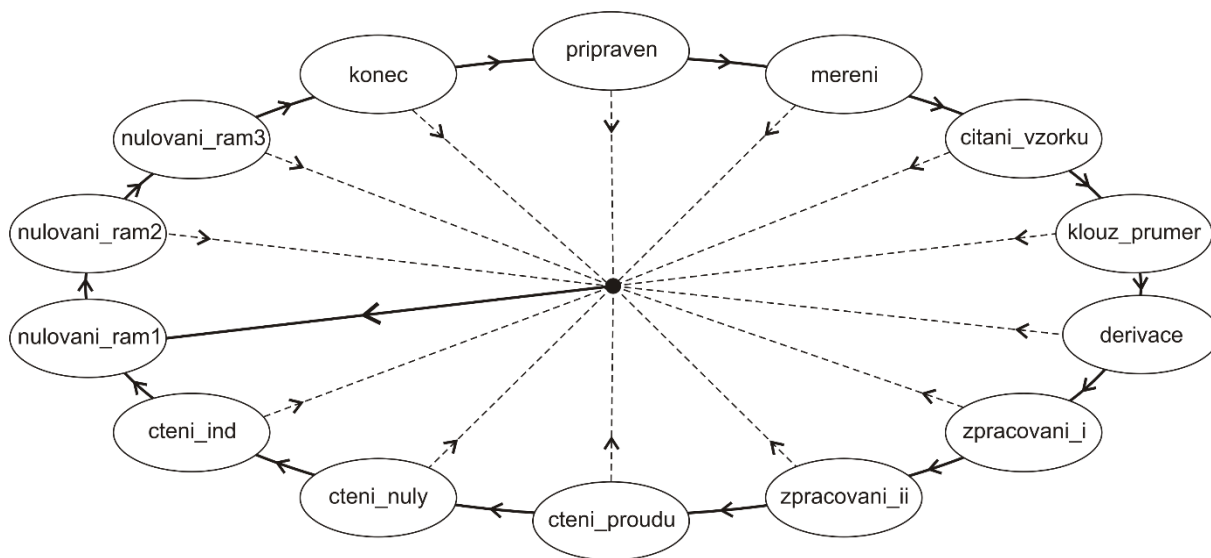 pripraven
konec
mereni
nulovani_ram3
citani_vzorku
nulovani_ram2
klouz_prumer
nulovani_ram1
derivace
cteni_ind
zpracovani_i
cteni_nuly
zpracovani_ii
cteni_proudu